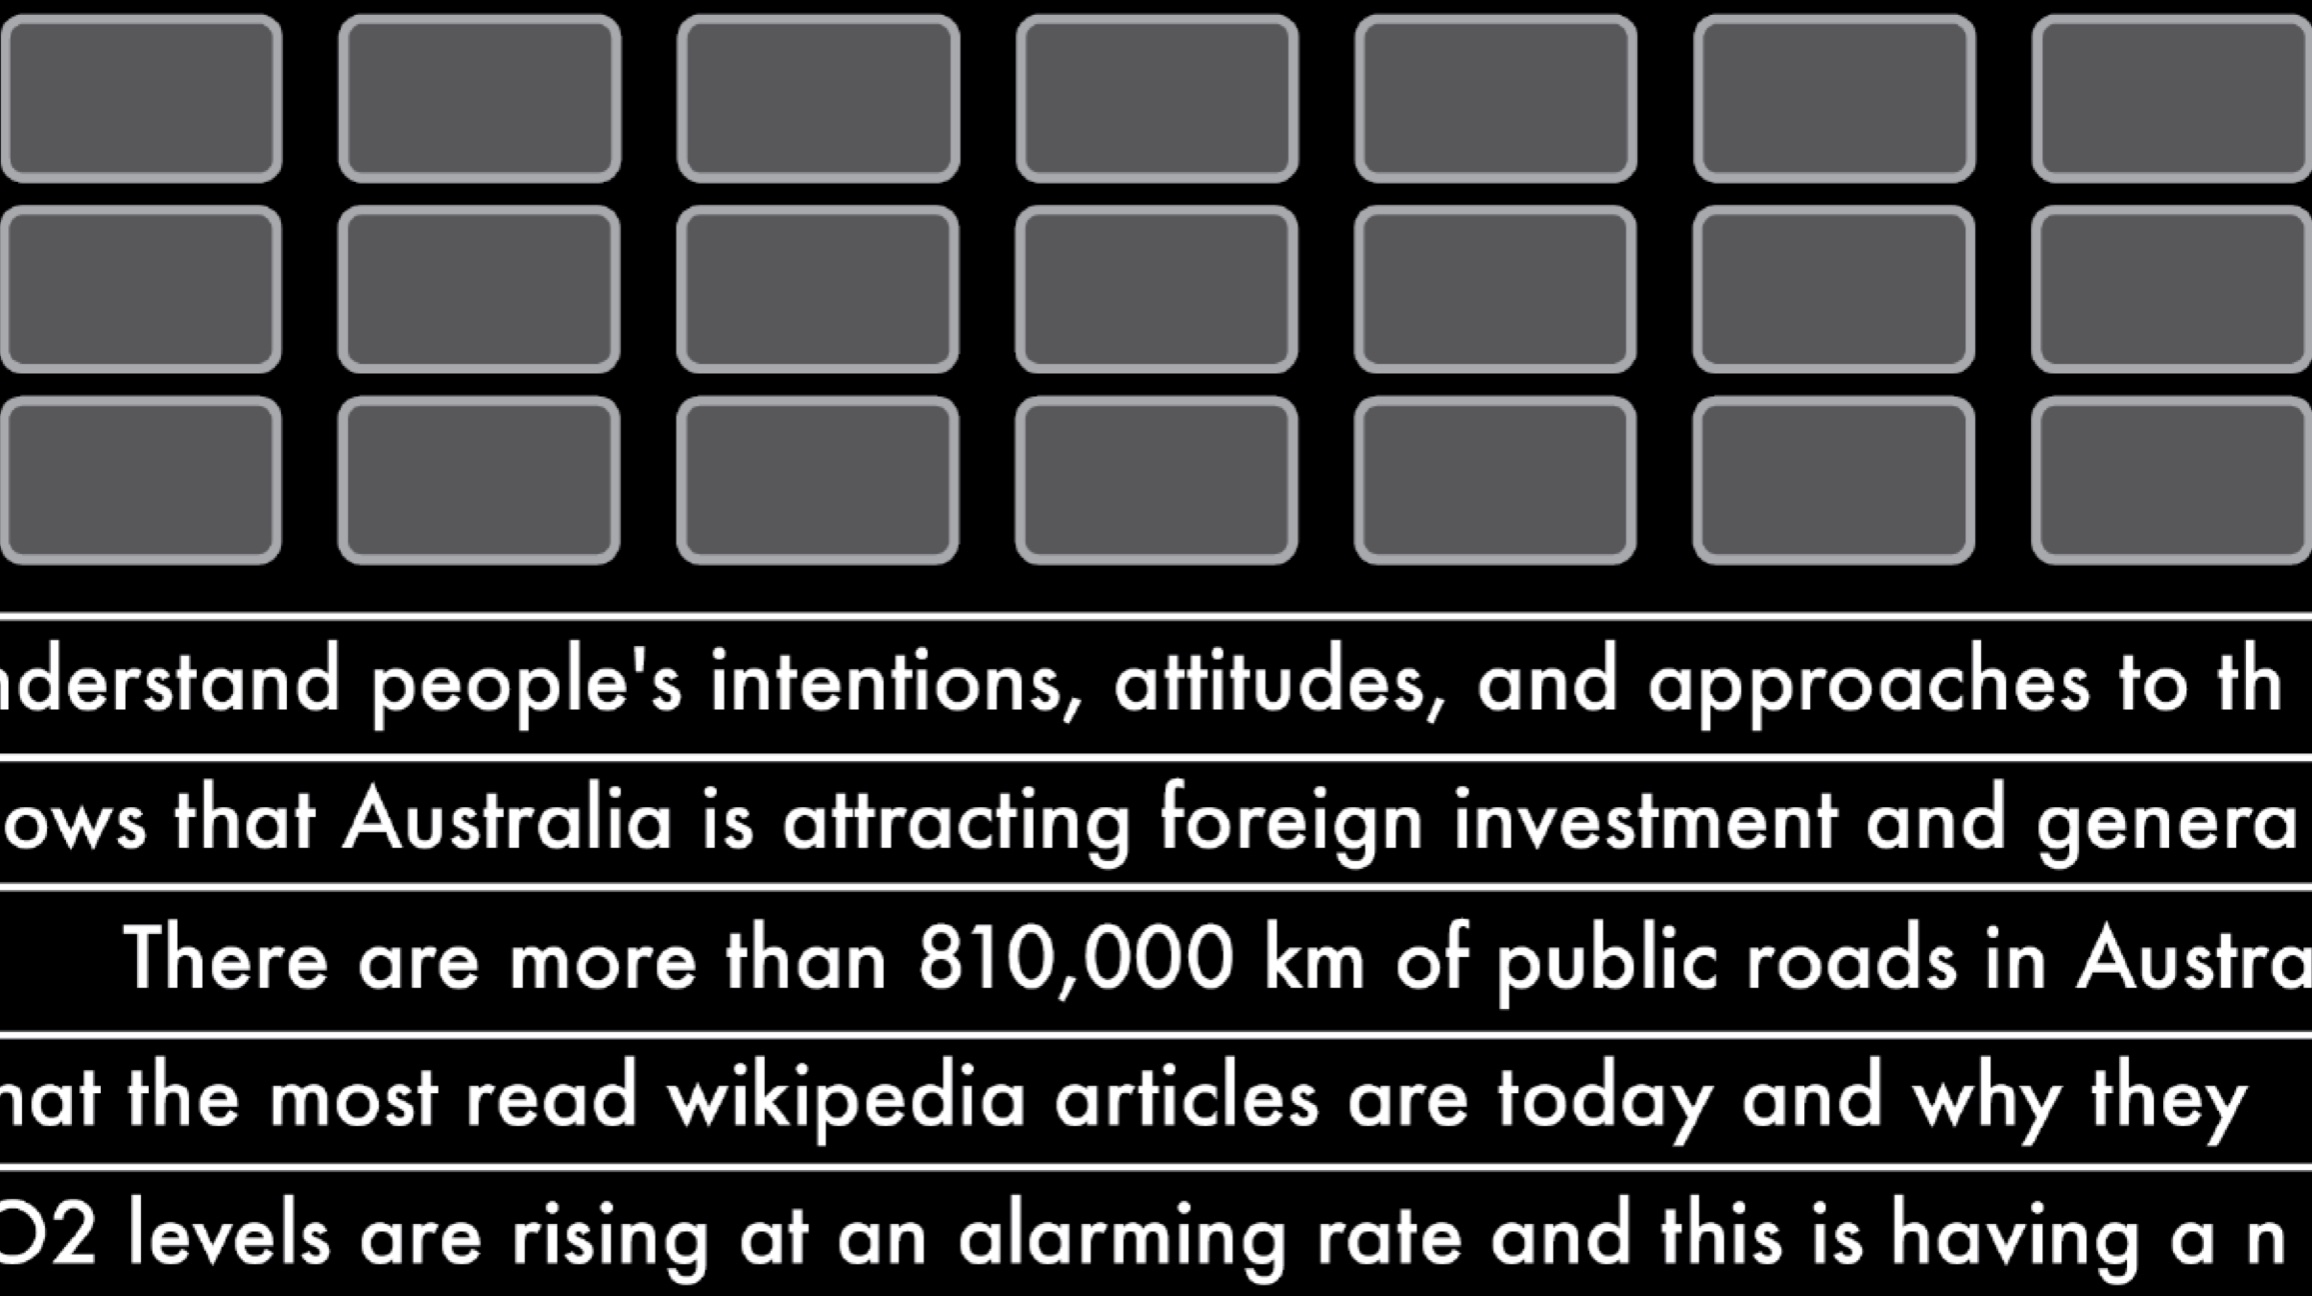 nderstand people's intentions, attitudes, and approaches to th
ows that Australia is attracting foreign investment and genera
There are more than 810,000 km of public roads in Austra
hat the most read wikipedia articles are today and why they
O2 levels are rising at an alarming rate and this is having a n